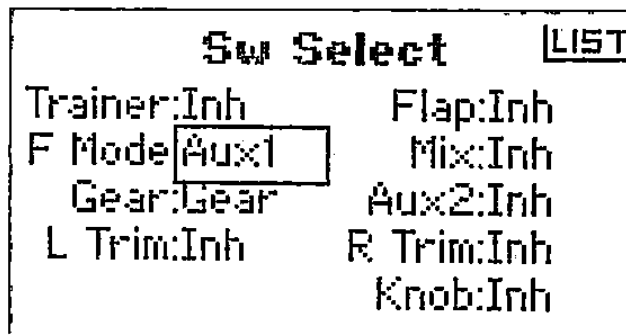 Sw Select LIST
Trainer:Inh Flap:Inh
F Mode Aux1 Mix:Inh
Gear:Gear Aux2:Inh
L Trim:Inh R Trim:Inh
Knob:Inh